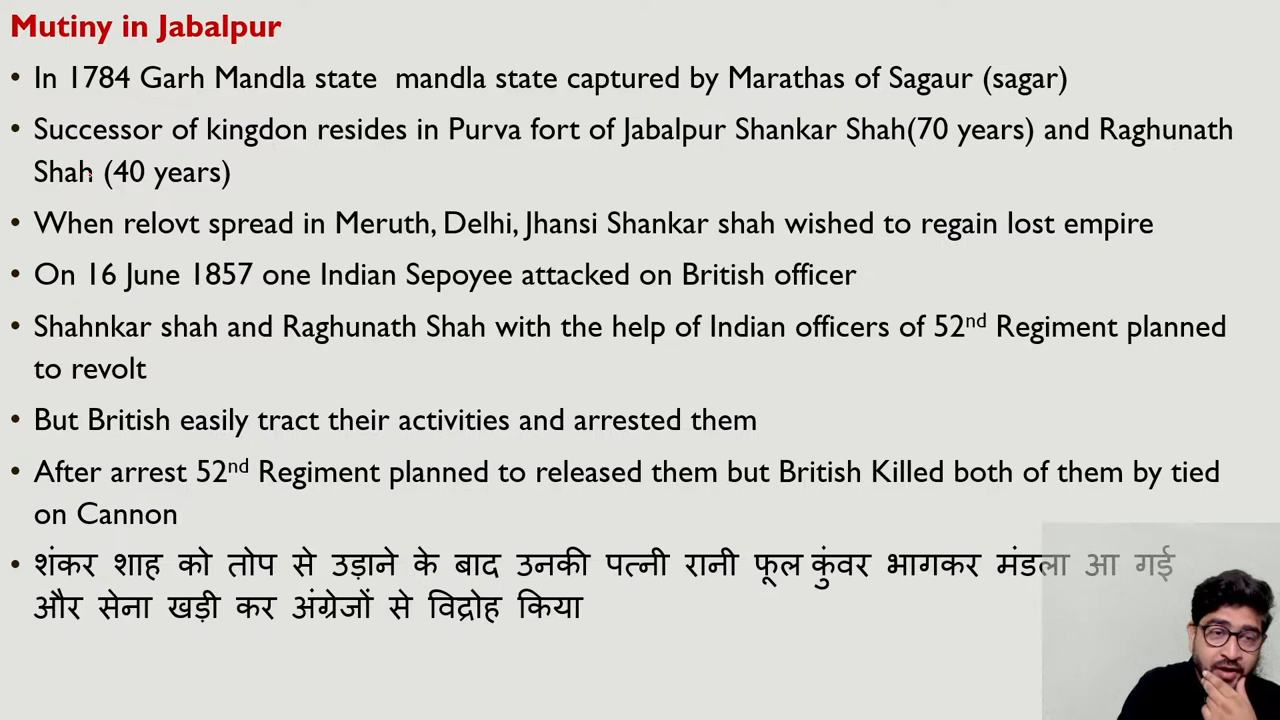 Mutiny in Jabalpur
• In 1784 Garh Mandla state mandla state captured by Marathas of Sagaur (sagar)
• Successor of kingdon resides in Purva fort of Jabalpur Shankar Shah(70 years) and Raghunath
Shah (40 years)
• When relovt spread in Meruth, Delhi, Jhansi Shankar shah wished to regain lost empire
• On 16 June 1857 one Indian Sepoyee attacked on British officer
• Shahnkar shah and Raghunath Shah with the help of Indian officers of 52nd Regiment planned
to revolt
• But British easily tract their activities and arrested them
• After arrest 52nd Regiment planned to released them but British Killed both of them by tied
on Cannon
• शंकर शाह को तोप से उड़ाने के बाद उनकी पत्नी रानी फूल कुंवर भागकर मंडला आ गई
और सेना खड़ी कर अंग्रेजों से विद्रोह किया